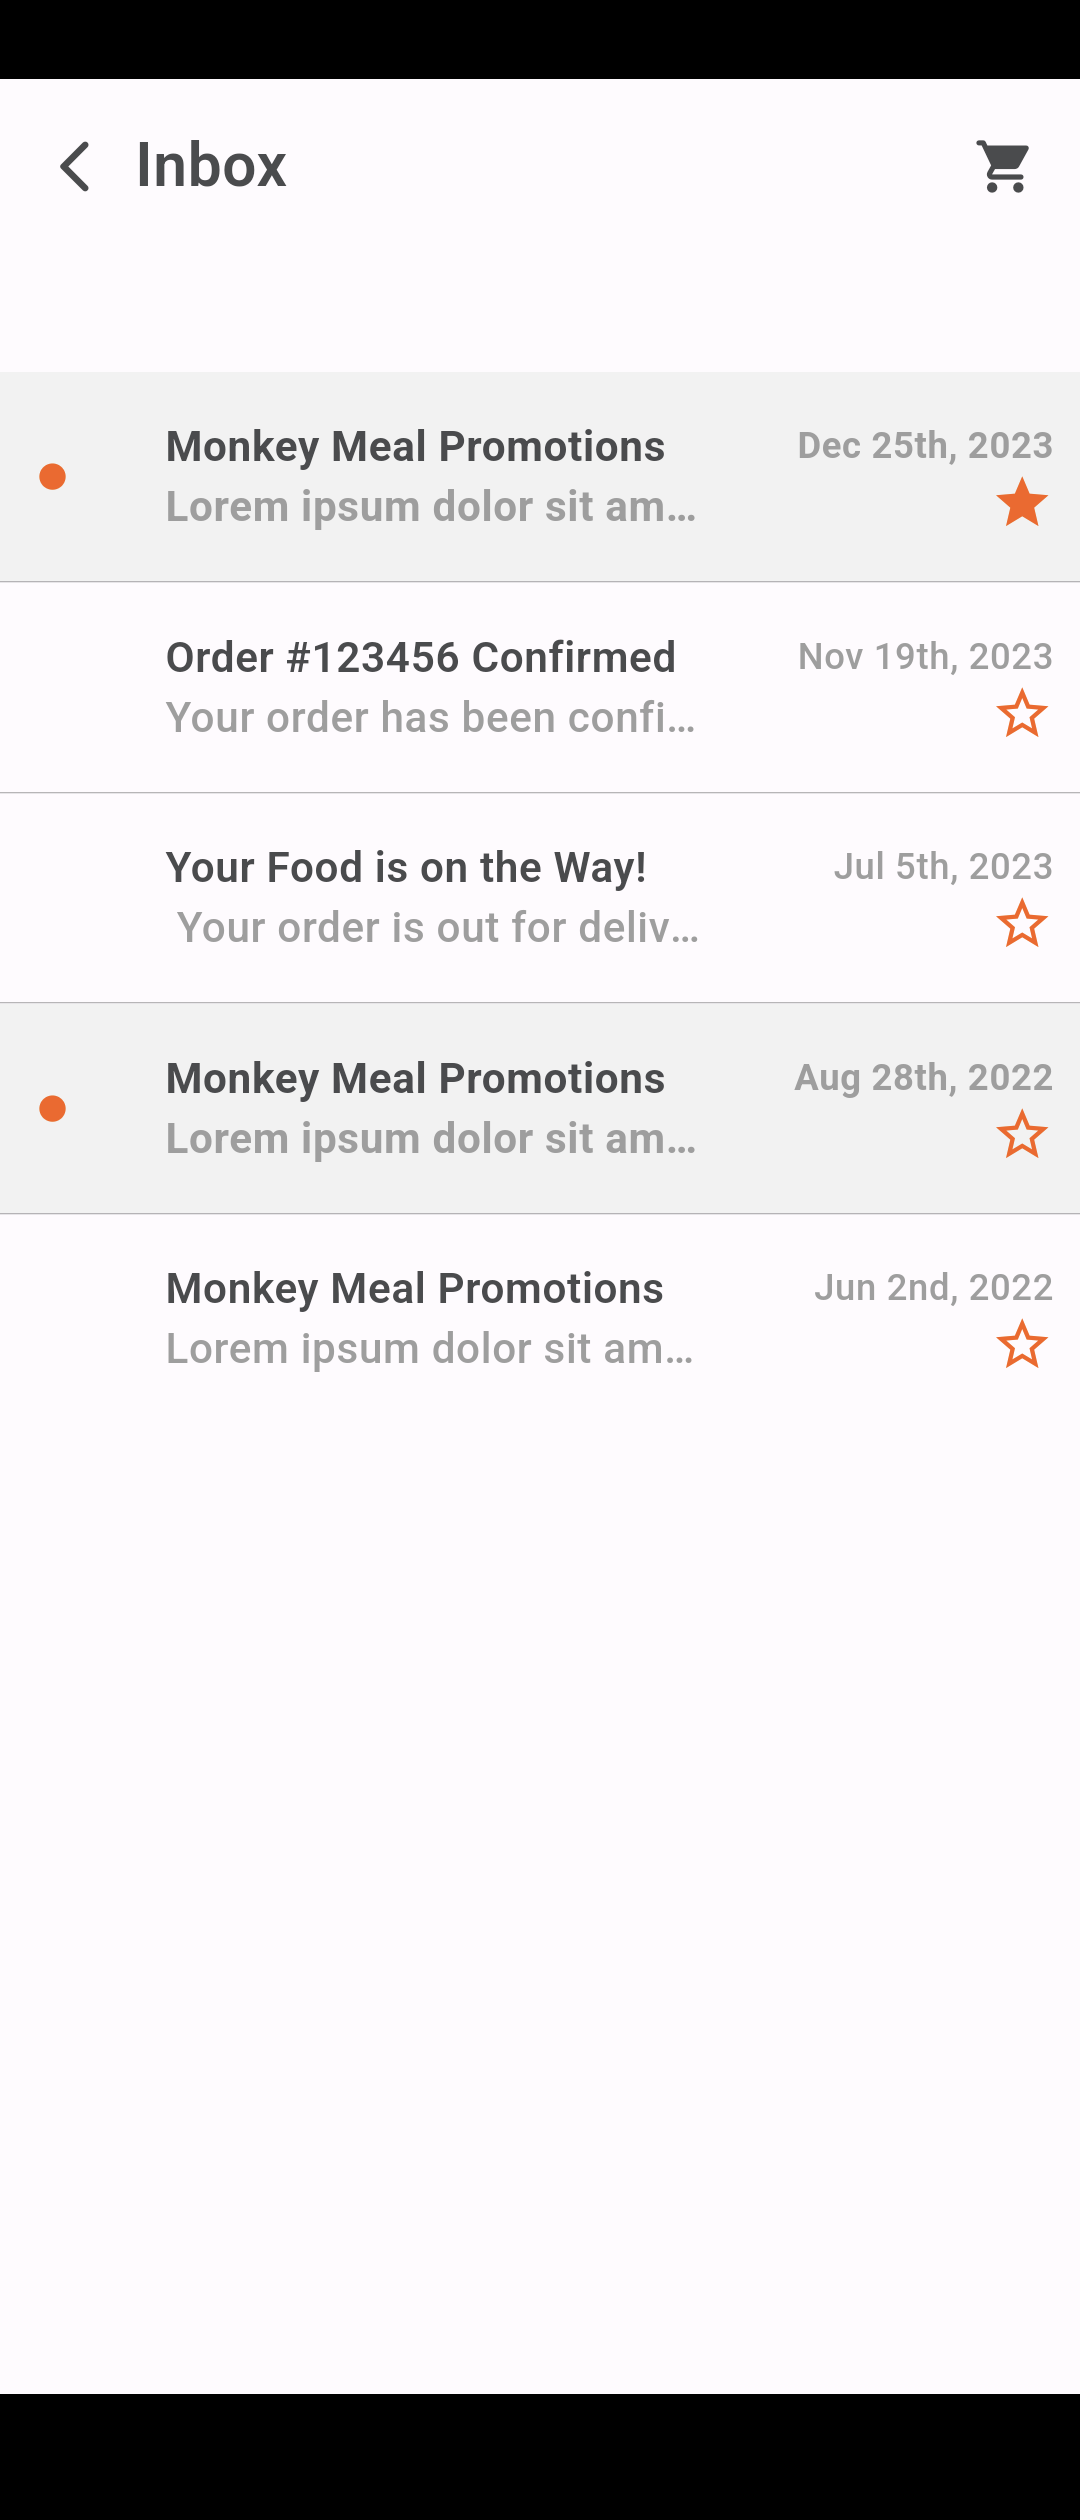 Inbox
Monkey Meal Promotions
Dec 25th, 2023
Lorem ipsum dolor sit am...
Order #123456 Confirmed
Nov 19th, 2023
Your order has been confi...
Your Food is on the Way!
Jul 5th, 2023
Your order is out for deliv...
Monkey Meal Promotions
Aug 28th, 2022
Lorem ipsum dolor sit am...
Monkey Meal Promotions
Jun 2nd, 2022
Lorem ipsum dolor sit am...